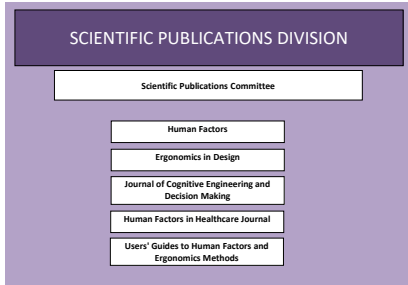 SCIENTIFIC PUBLICATIONS DIVISION
Scientific Publications Committee
Human Factors
Ergonomics in Design
Journal of Cognitive Engineering and
Decision Making
Human Factors in Healthcare Journal
Users' Guides to Human Factors and
Ergonomics Methods